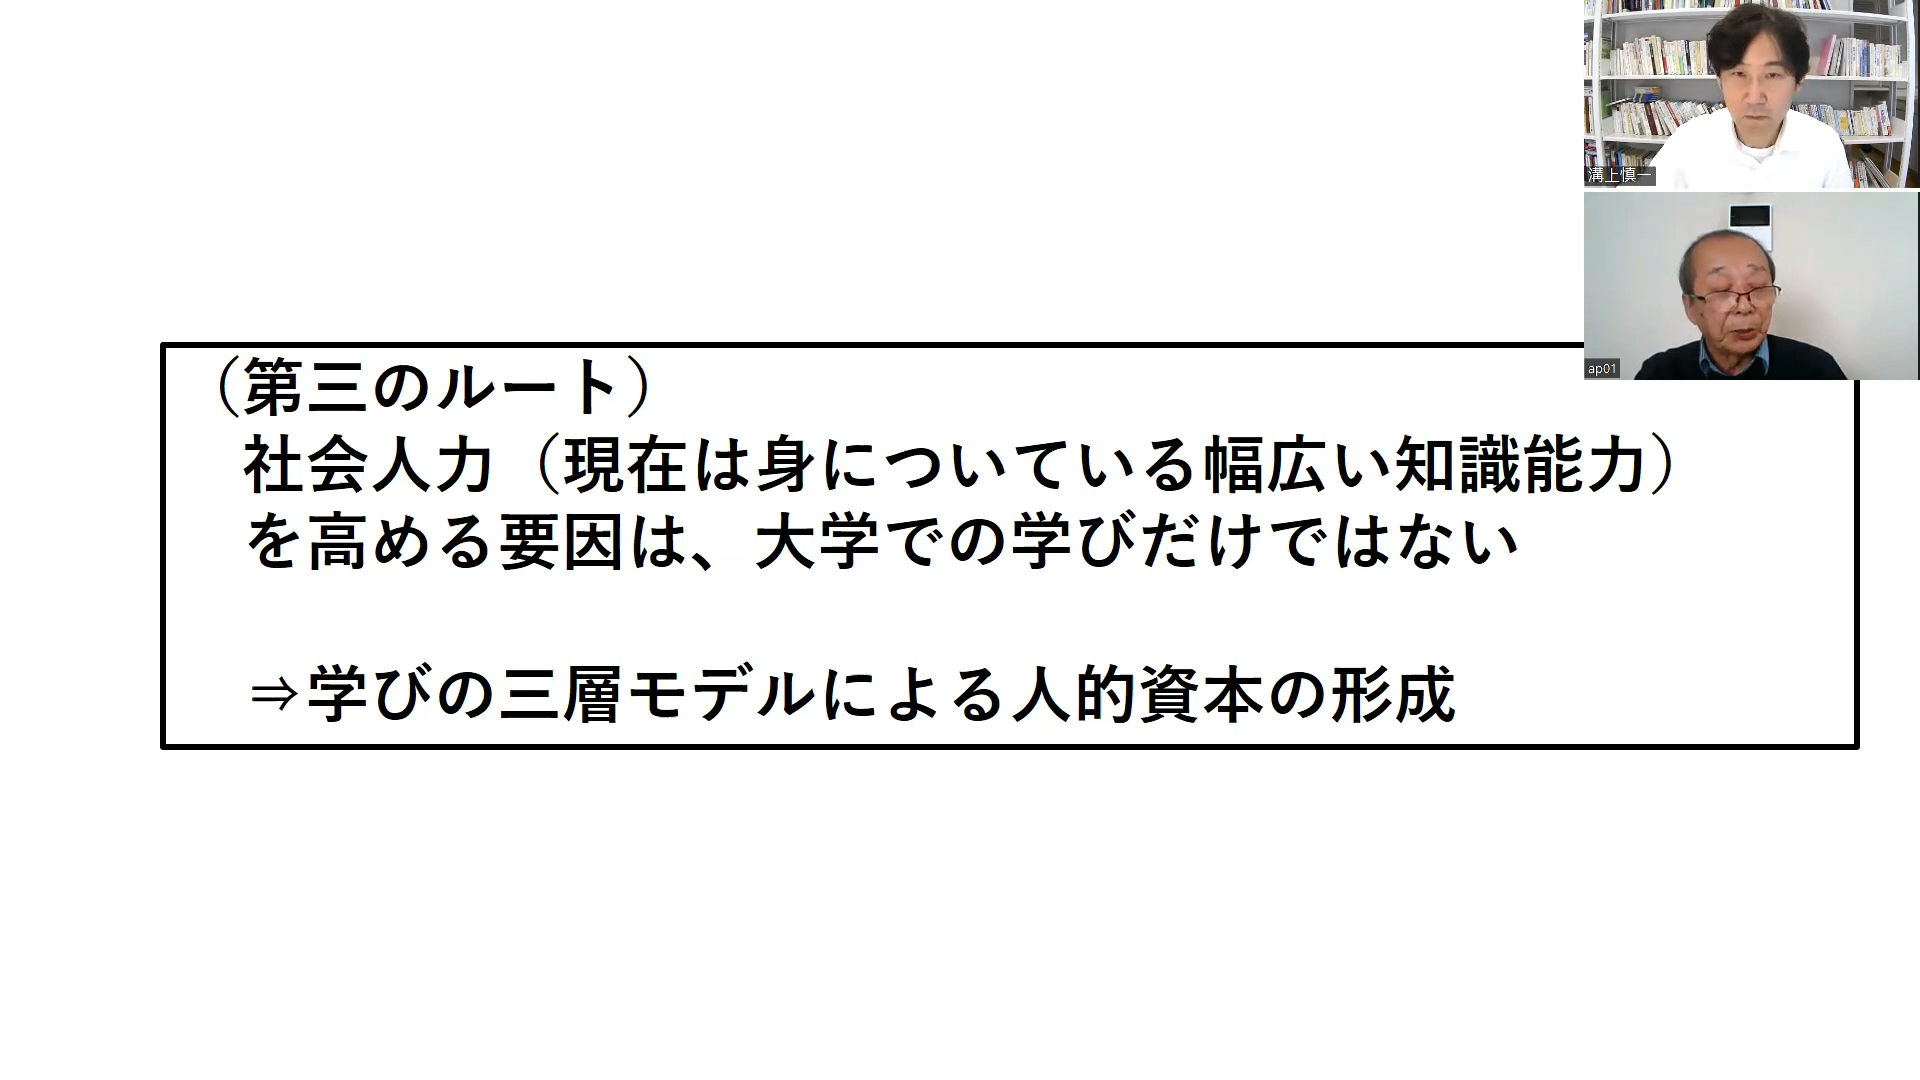 （第三のルート）
社会人力（現在は身についている幅広い知識能力）
を高める要因は、大学での学びだけではない
⇒学びの三層モデルによる人的資本の形成
溝上慎一
ap01